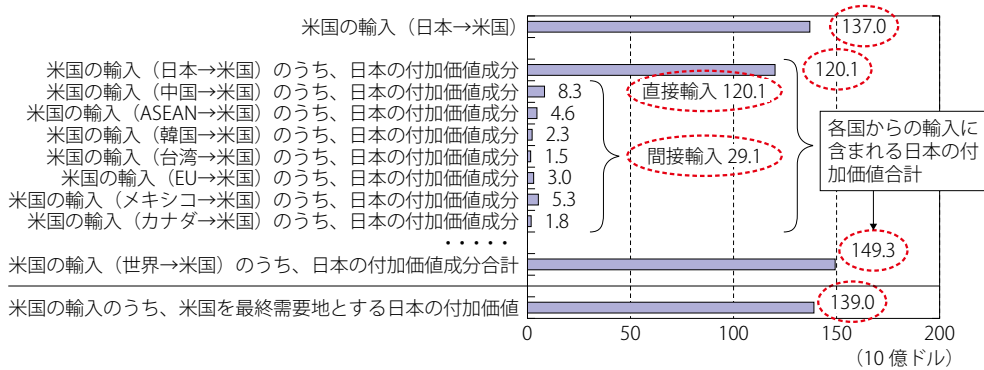 米国の輸入（日本→米国） 137.0
米国の輸入（日本→米国）のうち、日本の付加価値成分 120.1
米国の輸入（中国→米国）のうち、日本の付加価値成分 8.3 直接輸入 120.1
米国の輸入（ASEAN→米国）のうち、日本の付加価値成分 4.6
米国の輸入（韓国→米国）のうち、日本の付加価値成分 2.3
米国の輸入（台湾→米国）のうち、日本の付加価値成分 1.5 間接輸入 29.1
米国の輸入（EU→米国）のうち、日本の付加価値成分 3.0
米国の輸入（メキシコ→米国）のうち、日本の付加価値成分 5.3
米国の輸入（カナダ→米国）のうち、日本の付加価値成分 1.8
各国からの輸入に
含まれる日本の付
加価値合計
・・・・・
米国の輸入（世界→米国）のうち、日本の付加価値成分合計 149.3
米国の輸入のうち、米国を最終需要地とする日本の付加価値 139.0
0 50 100 150 200
（10 億ドル）